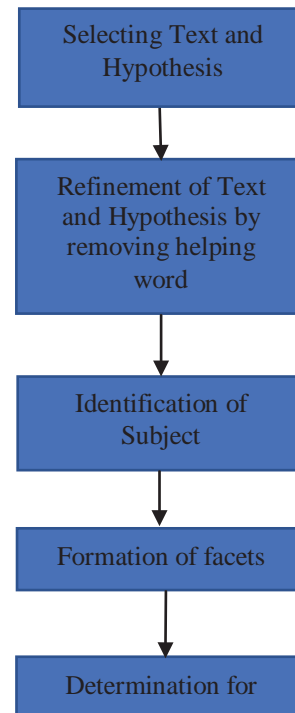 Selecting Text and
Hypothesis
Refinement of Text
and Hypothesis by
removing helping
word
Identification of
Subject
Formation of facets
Determination for